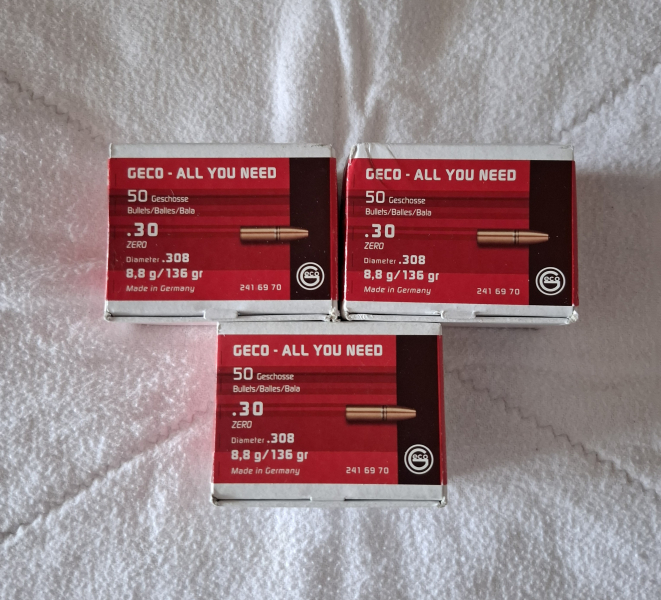 GECO - ALL YOU NEED
50 Geschosse
Bullets/Balles/Bala
.30
ZERO
Diameter .308
8,8 g/136 gr
Made in Germany 241 69 70
Geco
GECO - ALL YOU NEED
50 Geschosse
Bullets/Balles/Bala
.30
ZERO
Diameter .308
8,8 g/136 gr
Made in Germany 241 69 70
Geco
GECO - ALL YOU NEED
50 Geschosse
Bullets/Balles/Bala
.30
ZERO
Diameter .308
8,8 g/136 gr
Made in Germany 241 69 70
Geco